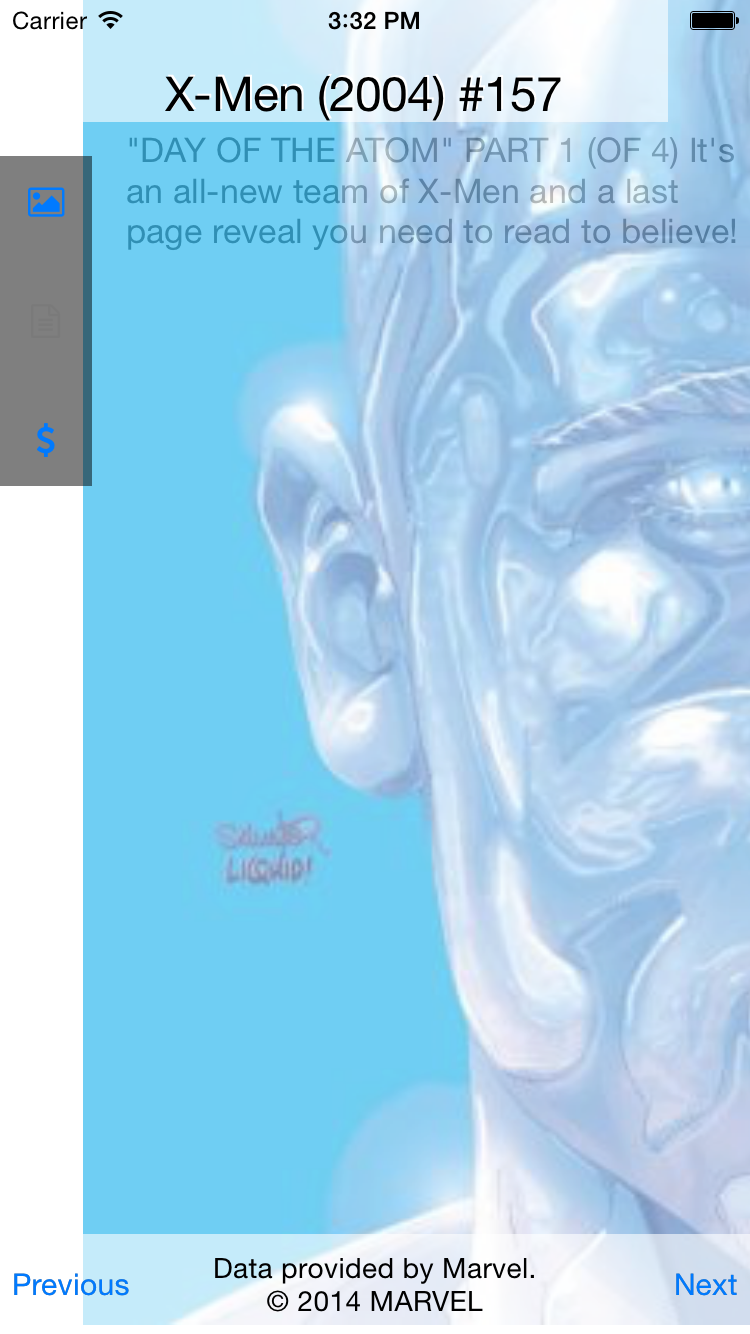 Carrier 3:32 PM
X-Men (2004) #157
"DAY OF THE ATOM" PART 1 (OF 4) It's
an all-new team of X-Men and a last
page reveal you need to read to believe!
$
LIQUID!
Data provided by Marvel.
Previous Next
© 2014 MARVEL